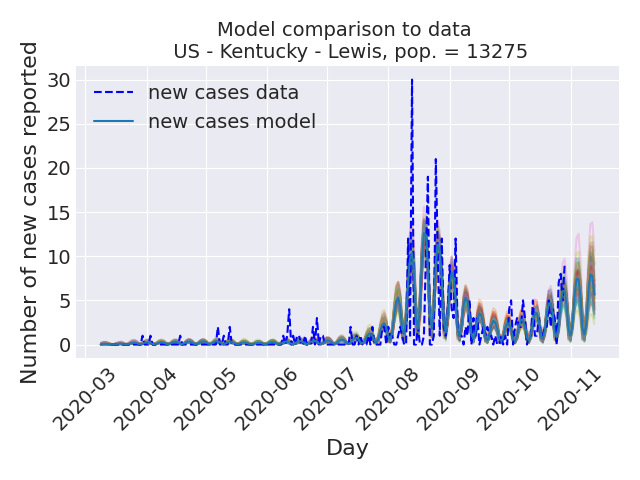 Model comparison to data
US - Kentucky - Lewis, pop. = 13275
Number of new cases reported
30
25
20
15
10
5
0
new cases data
new cases model
2020-03
2020-04
2020-05
2020-06
2020-07
2020-08
2020-09
2020-10
2020-11
Day